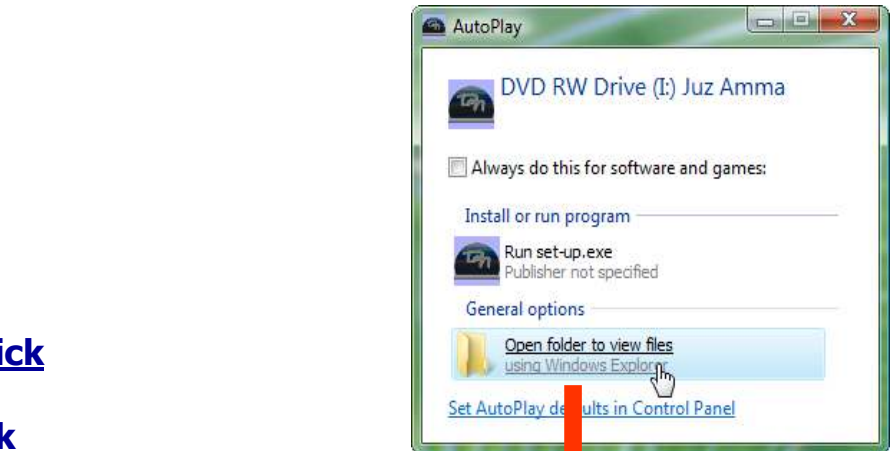 AutoPlay
DVD RW Drive (I:) Juz Amma
Always do this for software and games:
Install or run program
Run set-up.exe
Publisher not specified
General options
Open folder to view files
using Windows Explorer
Set AutoPlay defaults in Control Panel
ick
k